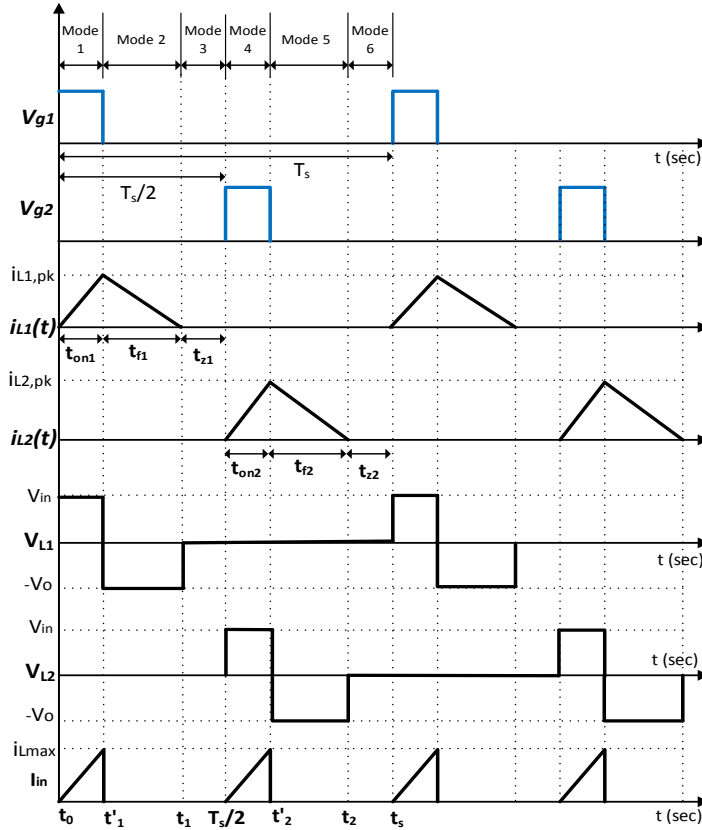 Mode 1 Mode 2 Mode 3 Mode 4 Mode 5 Mode 6
Vg1
t (sec)
Ts
Ts/2
Vg2
iL1,pk
iL1(t)
ton1 tf1 tz1
iL2,pk
iL2(t)
ton2 tf2 tz2
Vin
VL1
t (sec)
-Vo
Vin
t (sec)
VL2
-Vo
iLmax
Iin
t0 t'1 t1 Ts/2 t'2 t2 ts t (sec)